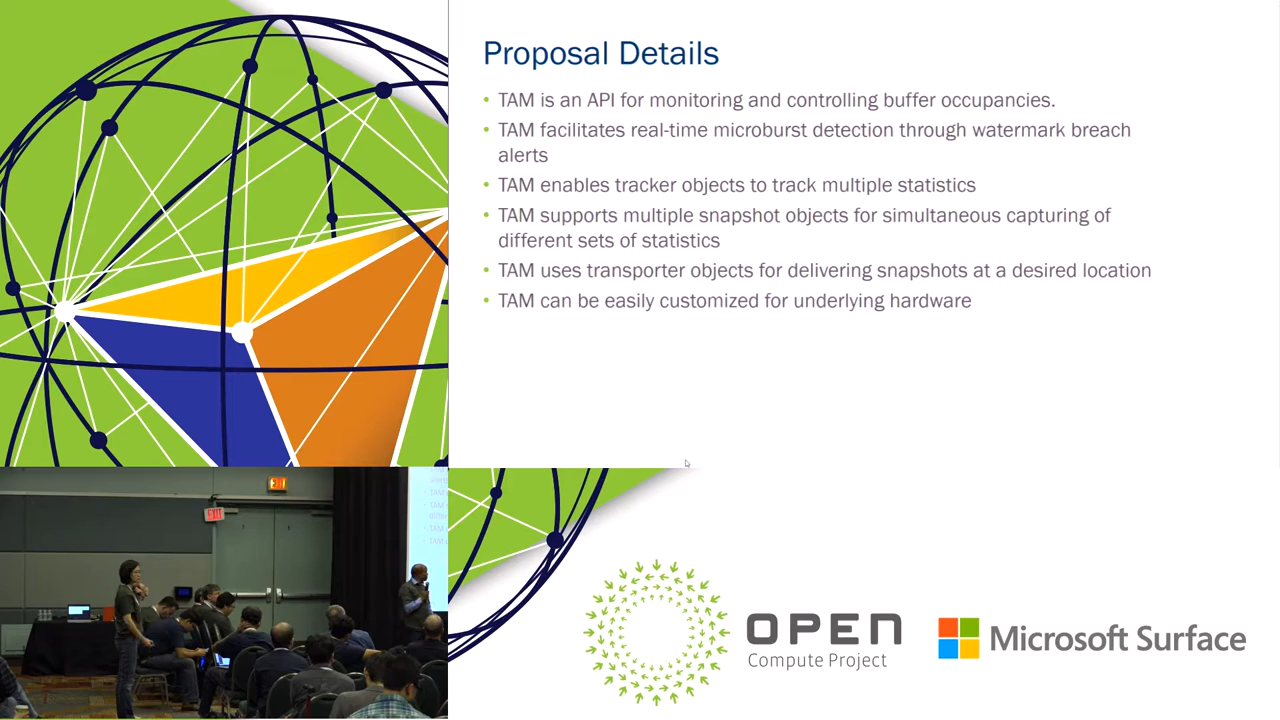 Proposal Details
• TAM is an API for monitoring and controlling buffer occupancies.
• TAM facilitates real-time microburst detection through watermark breach
alerts
• TAM enables tracker objects to track multiple statistics
• TAM supports multiple snapshot objects for simultaneous capturing of
different sets of statistics
• TAM uses transporter objects for delivering snapshots at a desired location
• TAM can be easily customized for underlying hardware
OPEN
Compute Project
Microsoft Surface